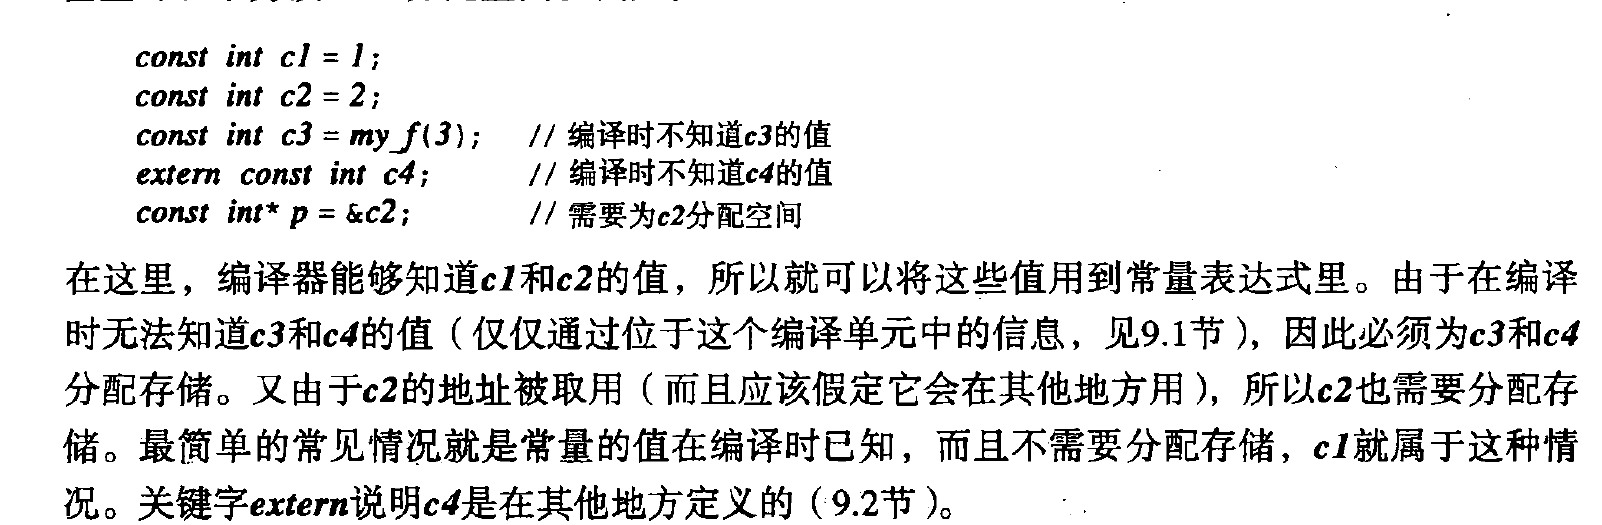 const int c1 = 1;
const int c2 = 2;
const int c3 = my_f(3); // 编译时不知道c3的值
extern const int c4; // 编译时不知道c4的值
const int* p = &c2; // 需要为c2分配空间
在这里，编译器能够知道c1和c2的值，所以就可以将这些值用到常量表达式里。由于在编译
时无法知道c3和c4的值（仅仅通过位于这个编译单元中的信息，见9.1节），因此必须为c3和c4
分配存储。又由于c2的地址被取用（而且应该假定它会在其他地方用），所以c2也需要分配存
储。最简单的常见情况就是常量的值在编译时已知，而且不需要分配存储，c1就属于这种情
况。关键字extern说明c4是在其他地方定义的（9.2节）。